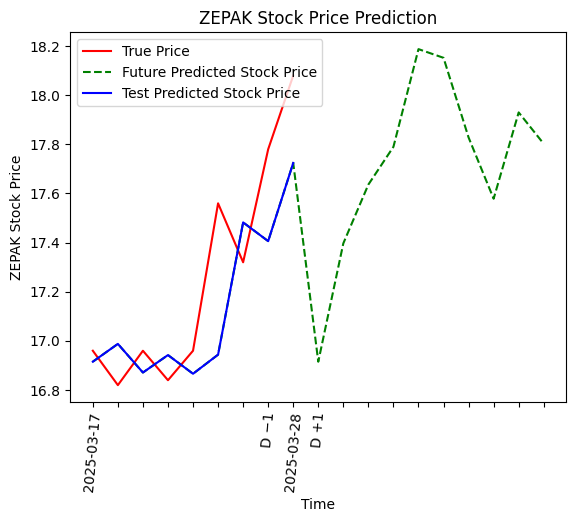 ZEPAK Stock Price Prediction
True Price
Future Predicted Stock Price
Test Predicted Stock Price
18.2
18.0
17.8
17.6
17.4
17.2
17.0
16.8
ZEPAK Stock Price
2025-03-17
D −1
2025-03-28
D +1
Time